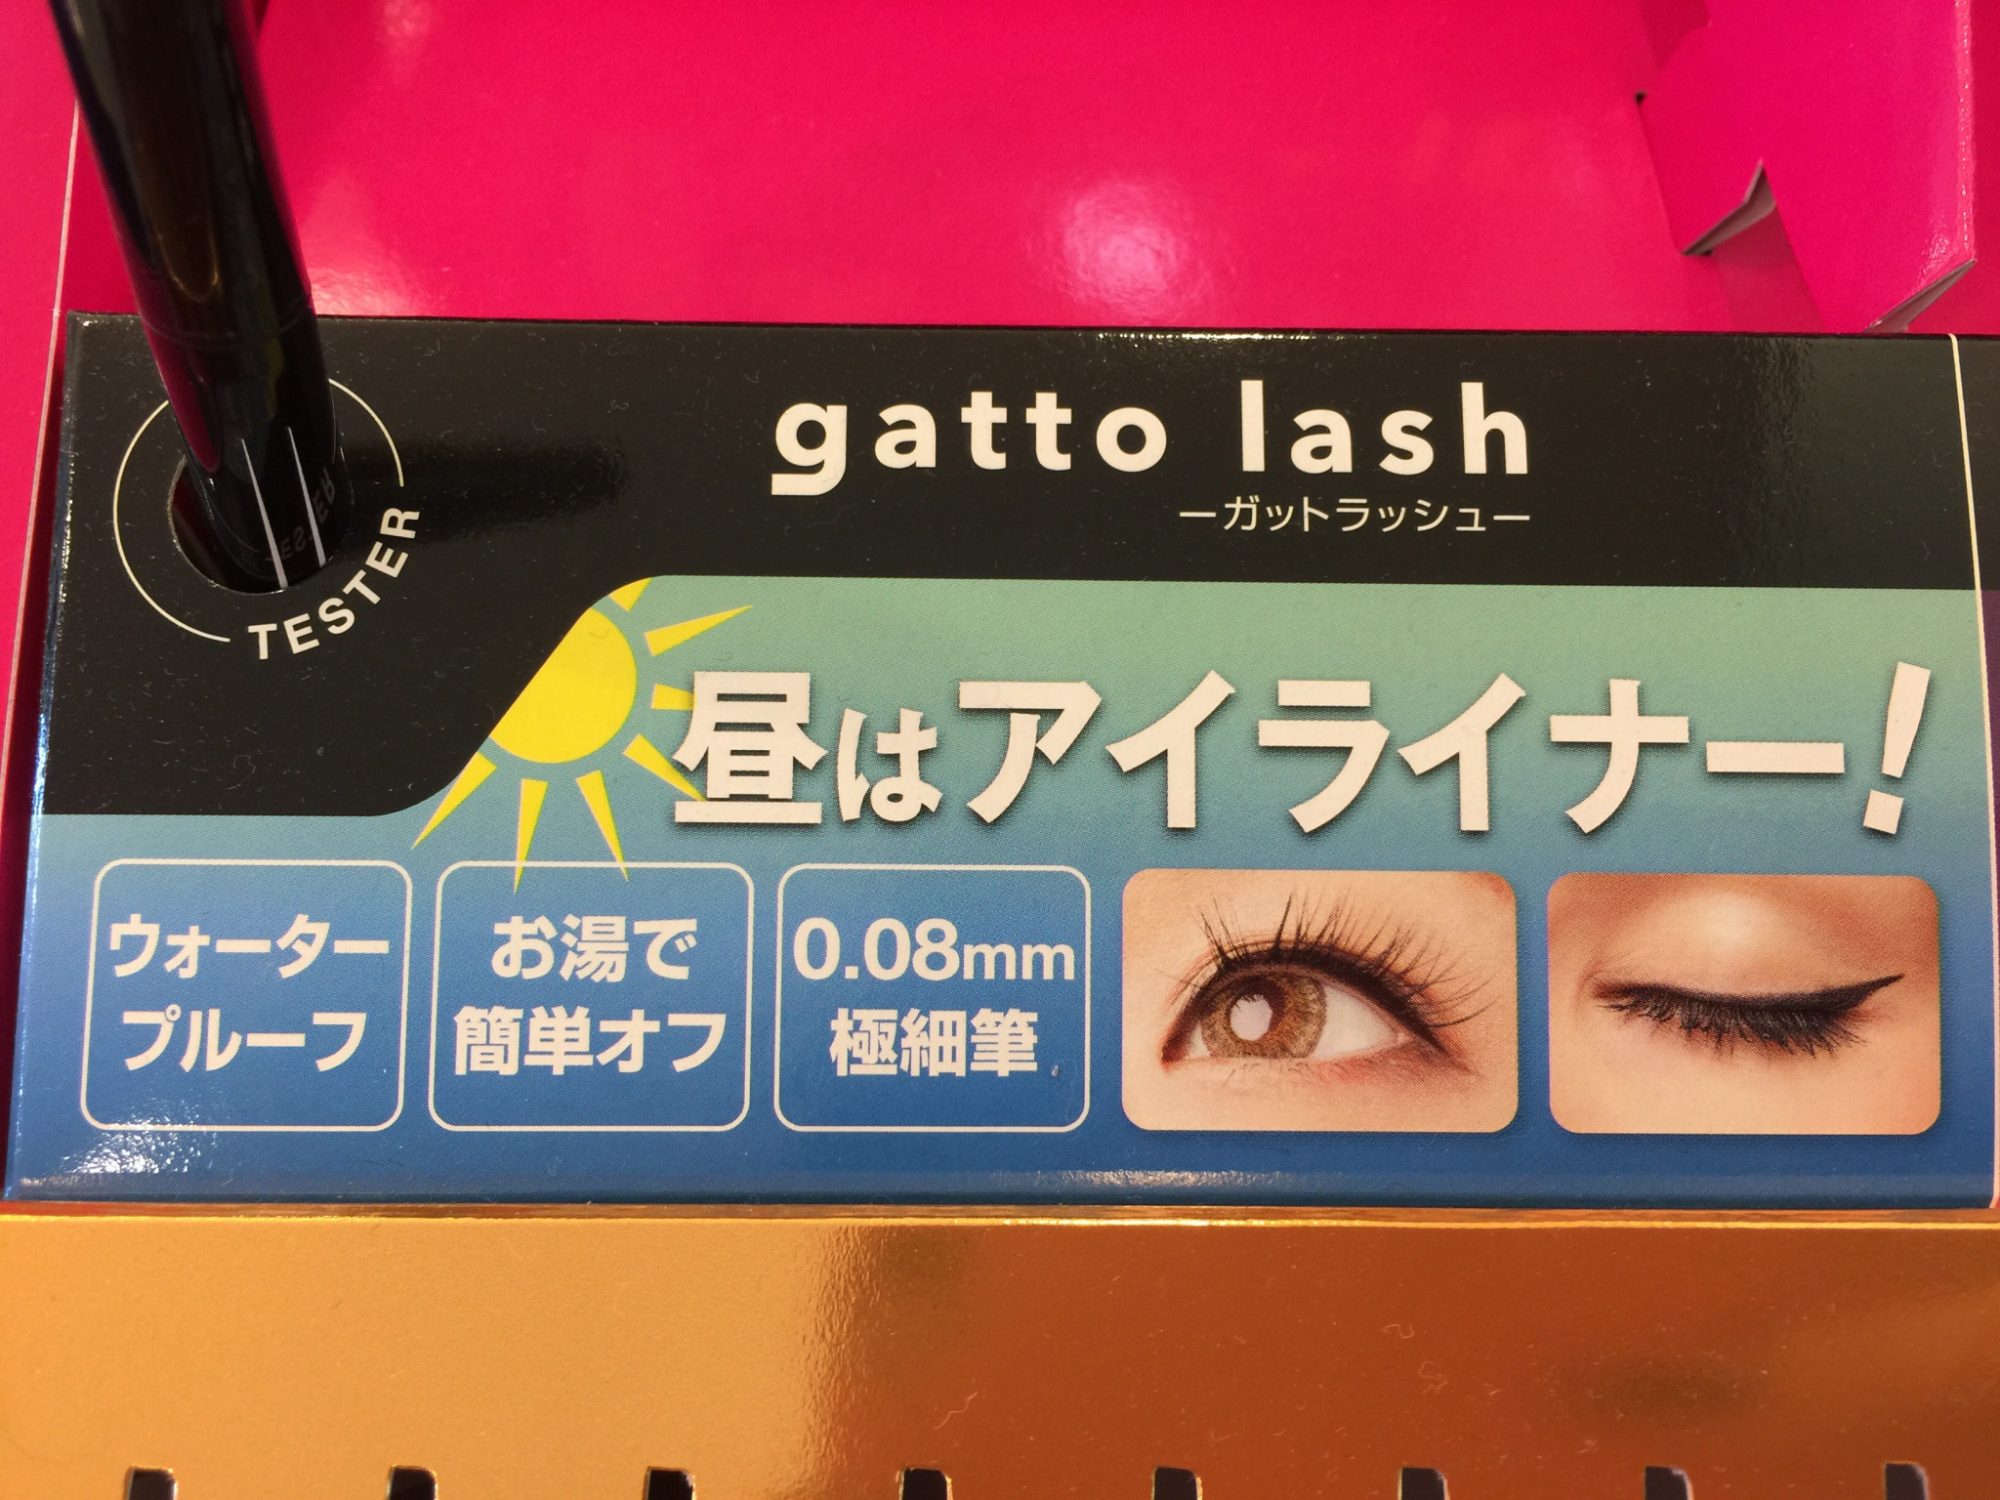 gatto lash
ーガットラッシュー
TESTER
昼はアイライナー!
ウォーター
プルーフ
お湯で
簡単オフ
0.08mm
極細筆